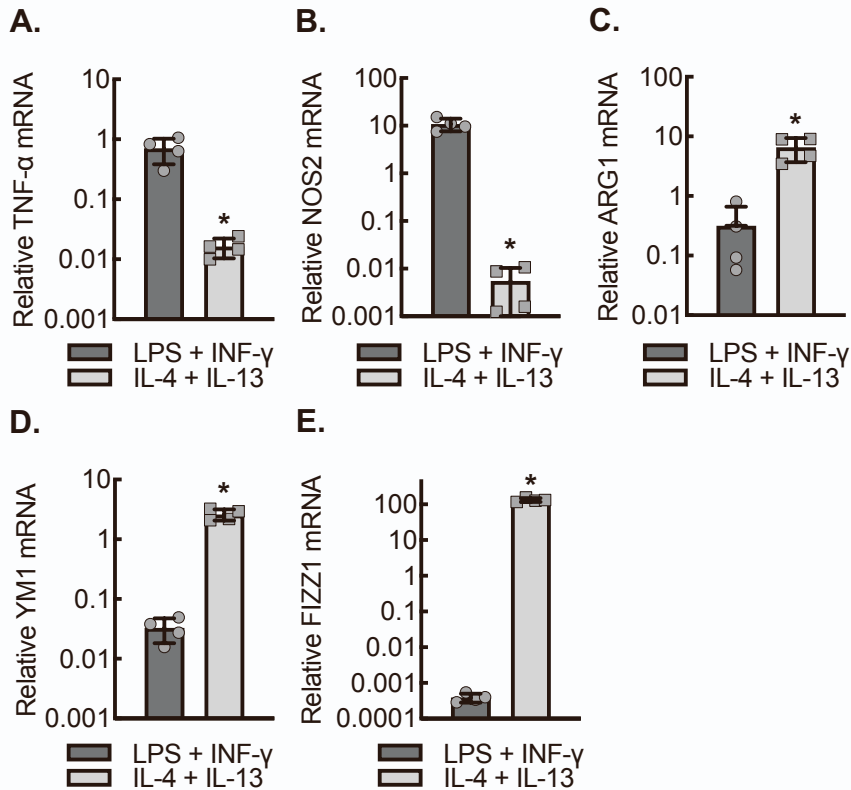 A.
Relative TNF-α mRNA
10
1
0.1
0.01
0.001
*
LPS + INF-γ
IL-4 + IL-13
B.
Relative NOS2 mRNA
100
10
1
0.1
0.01
0.001
*
LPS + INF-γ
IL-4 + IL-13
C.
Relative ARG1 mRNA
100
10
1
0.1
0.01
*
LPS + INF-γ
IL-4 + IL-13
D.
Relative YM1 mRNA
10
1
0.1
0.01
0.001
*
LPS + INF-γ
IL-4 + IL-13
E.
Relative FIZZ1 mRNA
100
10
1
0.1
0.01
0.001
0.0001
*
LPS + INF-γ
IL-4 + IL-13